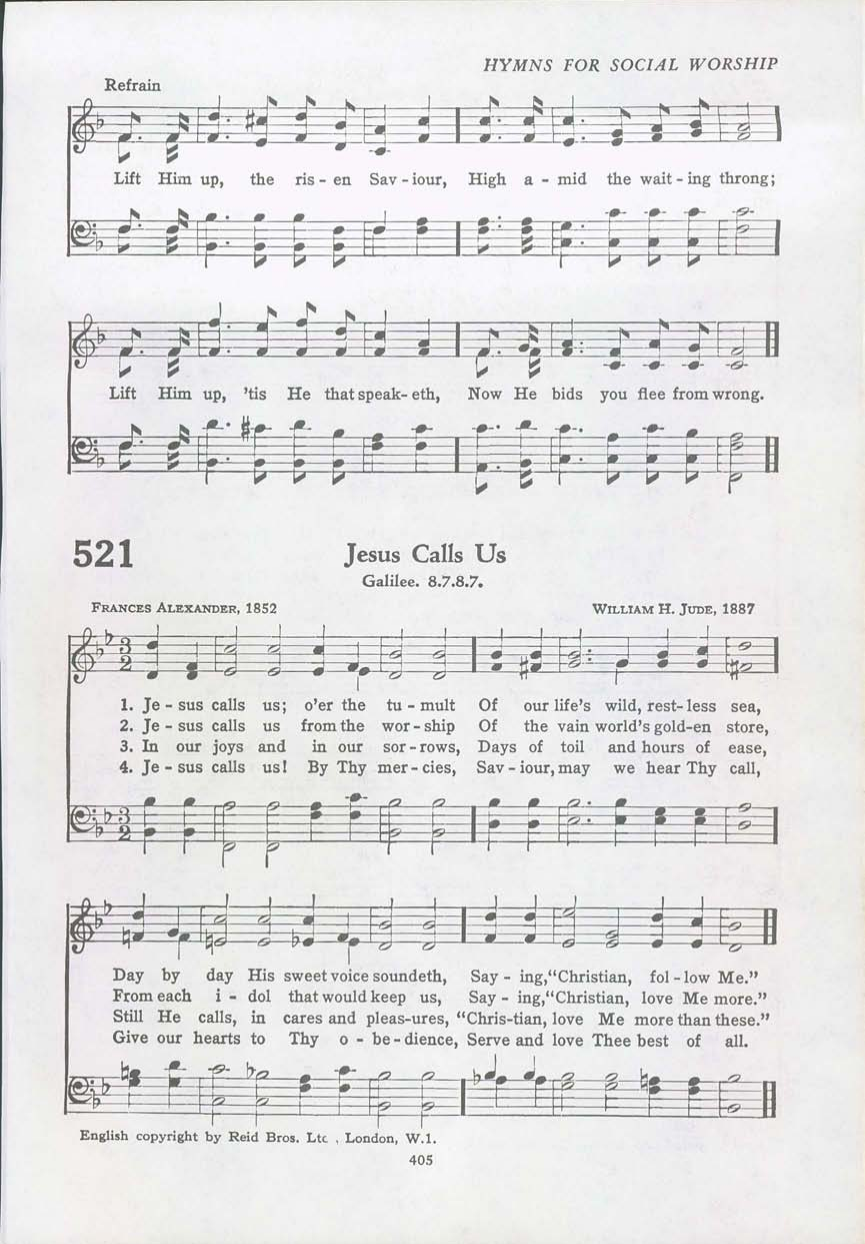 HYMNS FOR SOCIAL WORSHIP
Refrain
Lift Him up, the ris - en Sav - iour, High a - mid the wait - ing throng;
Lift Him up, 'tis He that speak - eth, Now He bids you flee from wrong.
521 Jesus Calls Us
Galilee. 8.7.8.7.
FRANCES ALEXANDER, 1852 WILLIAM H. JUDE, 1887
3
2
1. Je - sus calls us; o'er the tu - mult Of our life's wild, rest - less sea,
2. Je - sus calls us from the wor - ship Of the vain world's gold - en store,
3. In our joys and in our sor - rows, Days of toil and hours of ease,
4. Je - sus calls us! By Thy mer - cies, Sav - iour, may we hear Thy call,
3
2
Day by day His sweet voice soundeth, Say - ing, "Christian, fol - low Me."
From each i - dol that would keep us, Say - ing, "Christian, love Me more."
Still He calls, in cares and pleas - ures, "Chris - tian, love Me more than these."
Give our hearts to Thy o - be - dience, Serve and love Thee best of all.
English copyright by Reid Bros. Ltc , London, W.1.
405